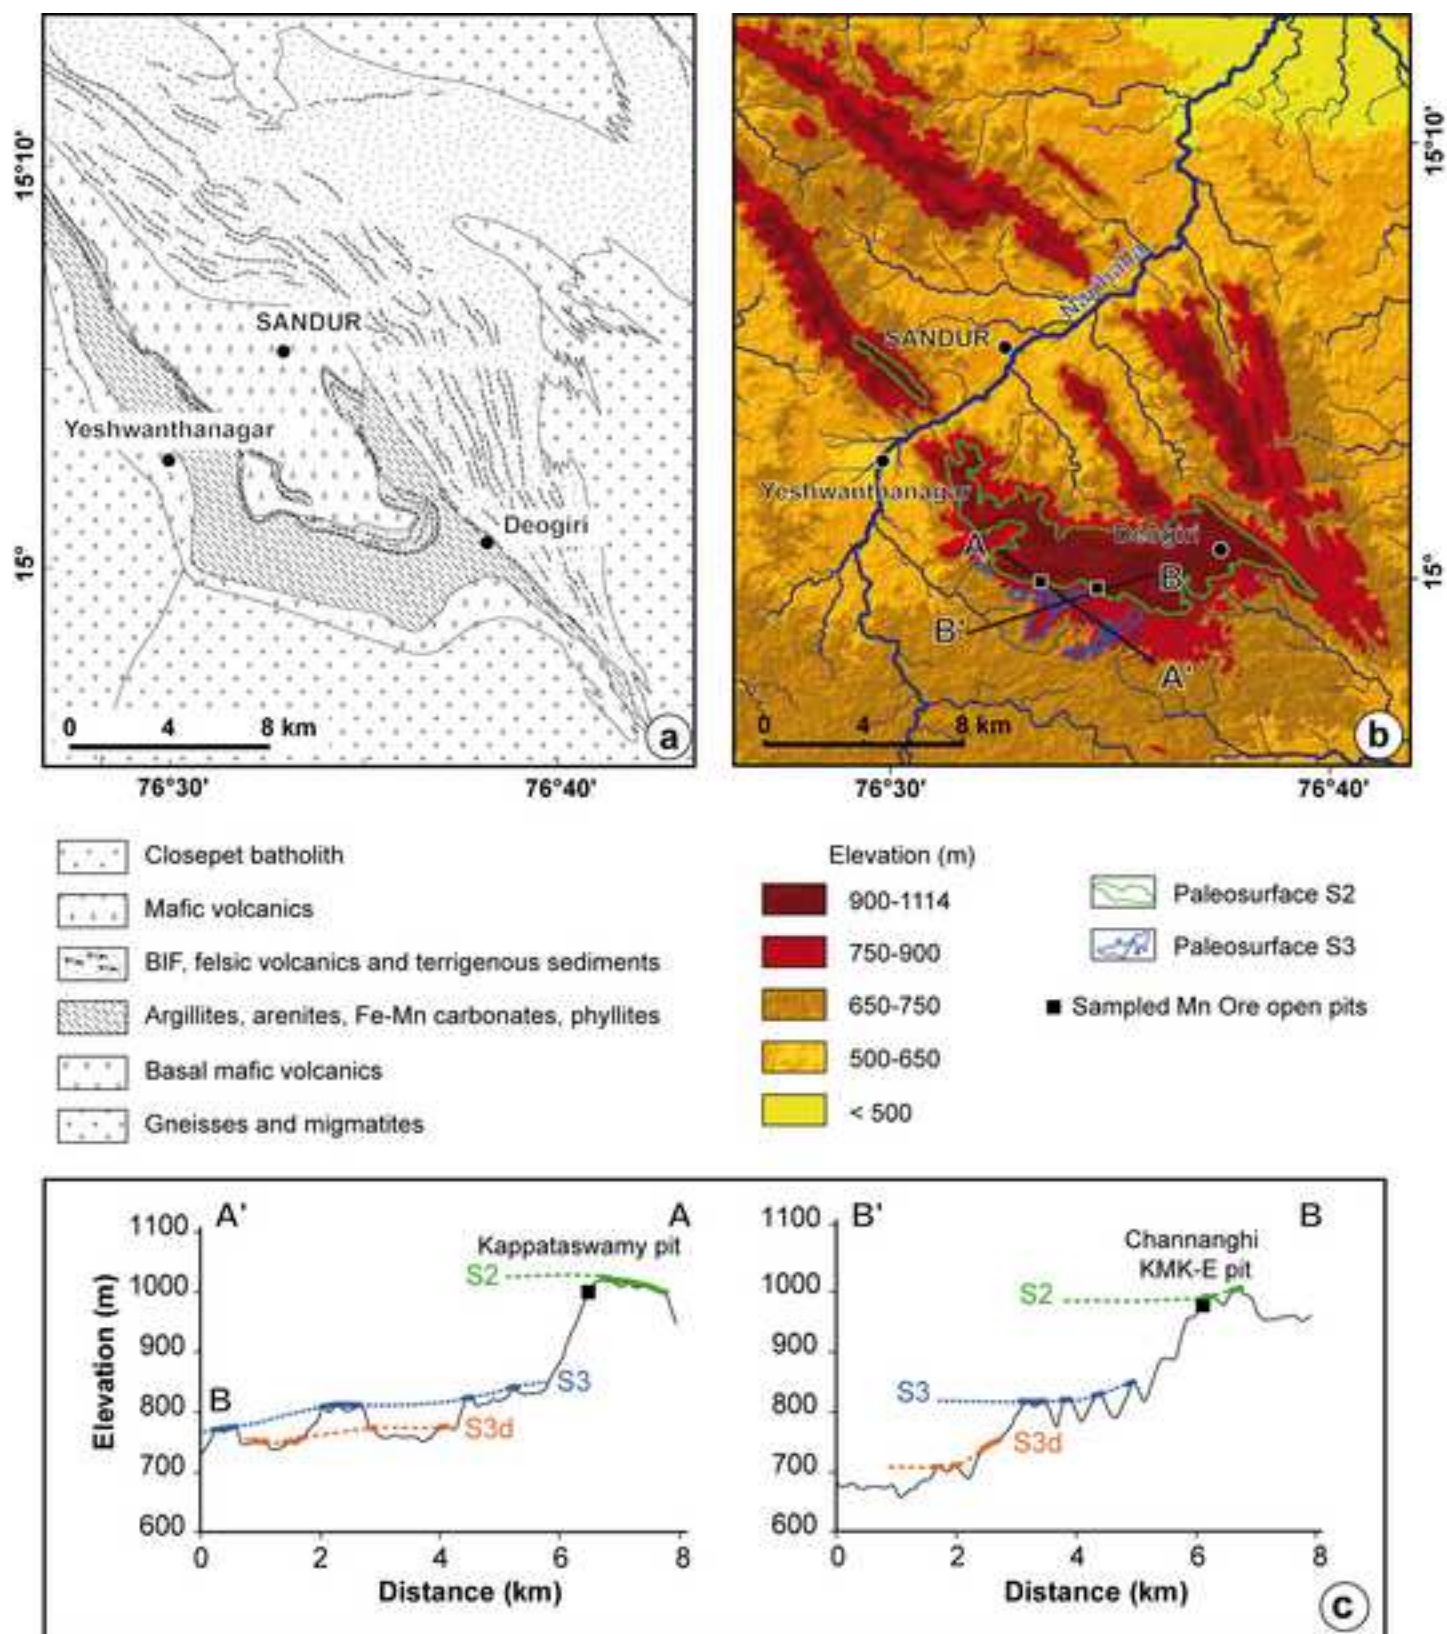 15°10'
15°
SANDUR
Yeshwanthanagar
Deogiri
0 4 8 km
a
76°30' 76°40'
15°10'
15°
SANDUR
Yeshwanthanagar
Deogiri
A
B
B'
A'
0 4 8 km
b
76°30' 76°40'
Closepet batholith
Mafic volcanics
BIF, felsic volcanics and terrigenous sediments
Argillites, arenites, Fe-Mn carbonates, phyllites
Basal mafic volcanics
Gneisses and migmatites
Elevation (m)
900-1114
750-900
650-750
500-650
< 500
Paleosurface S2
Paleosurface S3
Sampled Mn Ore open pits
A' A
Kappataswamy pit
S2
S3
S3d
B
Elevation (m)
1100
1000
900
800
700
600
0 2 4 6 8
Distance (km)
B' B
Channanghi
KMK-E pit
S2
S3
S3d
1100
1000
900
800
700
600
0 2 4 6 8
Distance (km)
c